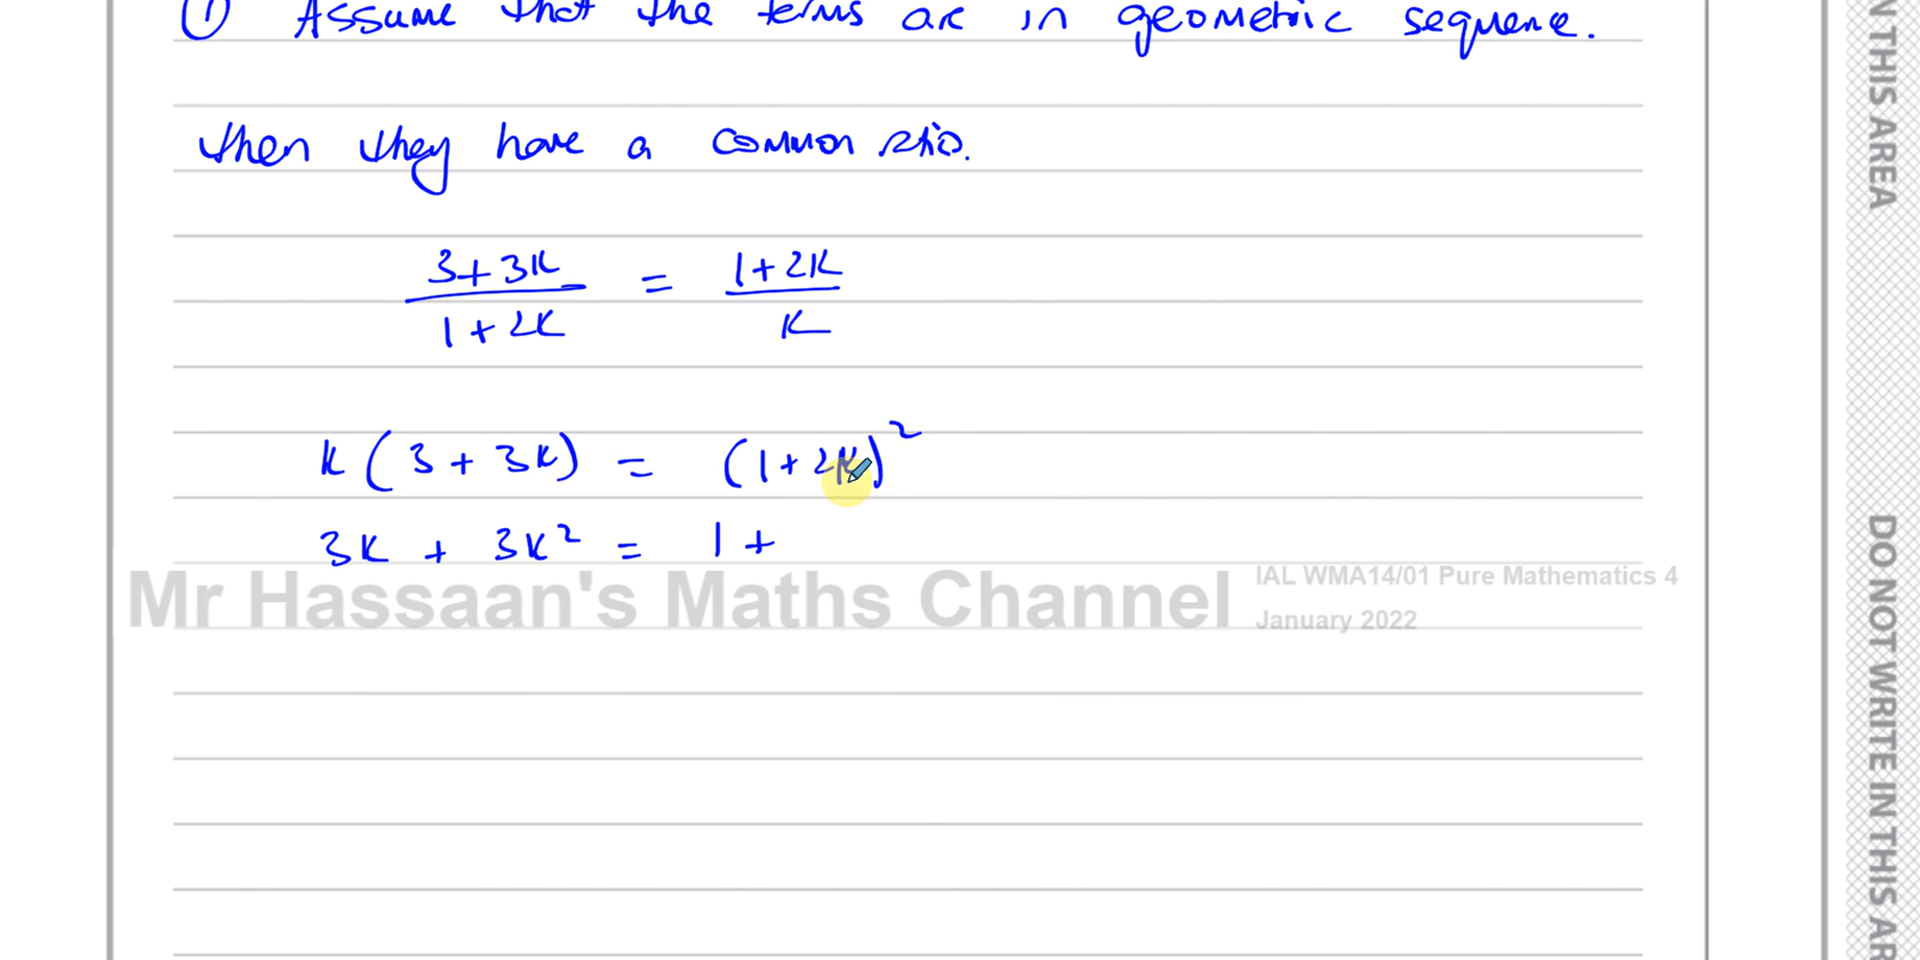 ① Assume that the terms are in geometric sequence.
then they have a common ratio.
(3+3k)/(1+2k) = (1+2k)/k
k(3+3k) = (1+2k)²
3k + 3k² = 1+
Mr Hassaan's Maths Channel
IAL WMA14/01 Pure Mathematics 4
January 2022
N THIS AREA
DO NOT WRITE IN THIS AR